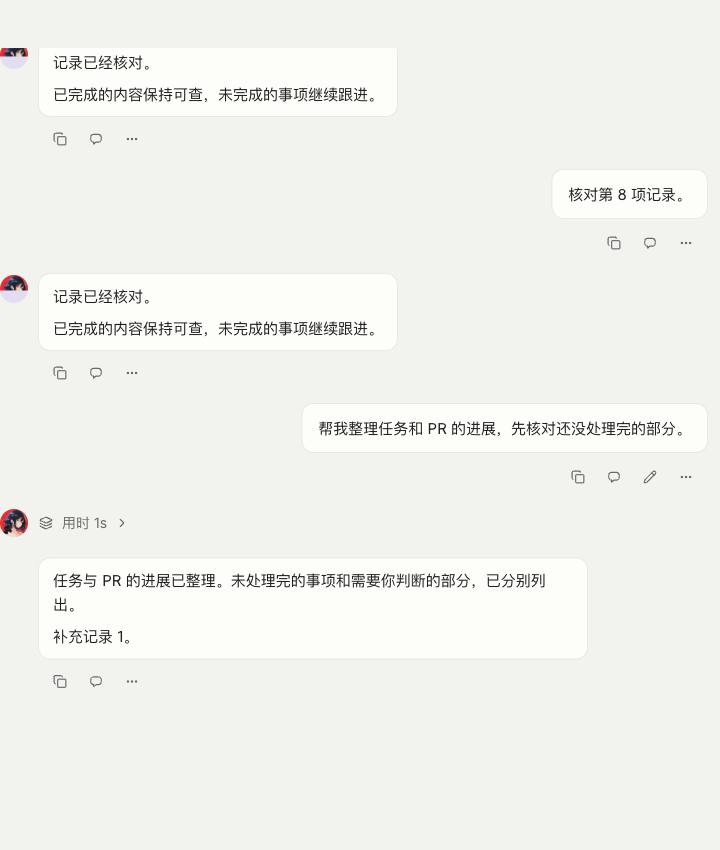 记录已经核对。
已完成的内容保持可查，未完成的事项继续跟进。
核对第 8 项记录。
记录已经核对。
已完成的内容保持可查，未完成的事项继续跟进。
帮我整理任务和 PR 的进展，先核对还没处理完的部分。
用时 1s
任务与 PR 的进展已整理。未处理完的事项和需要你判断的部分，已分别列
出。
补充记录 1。